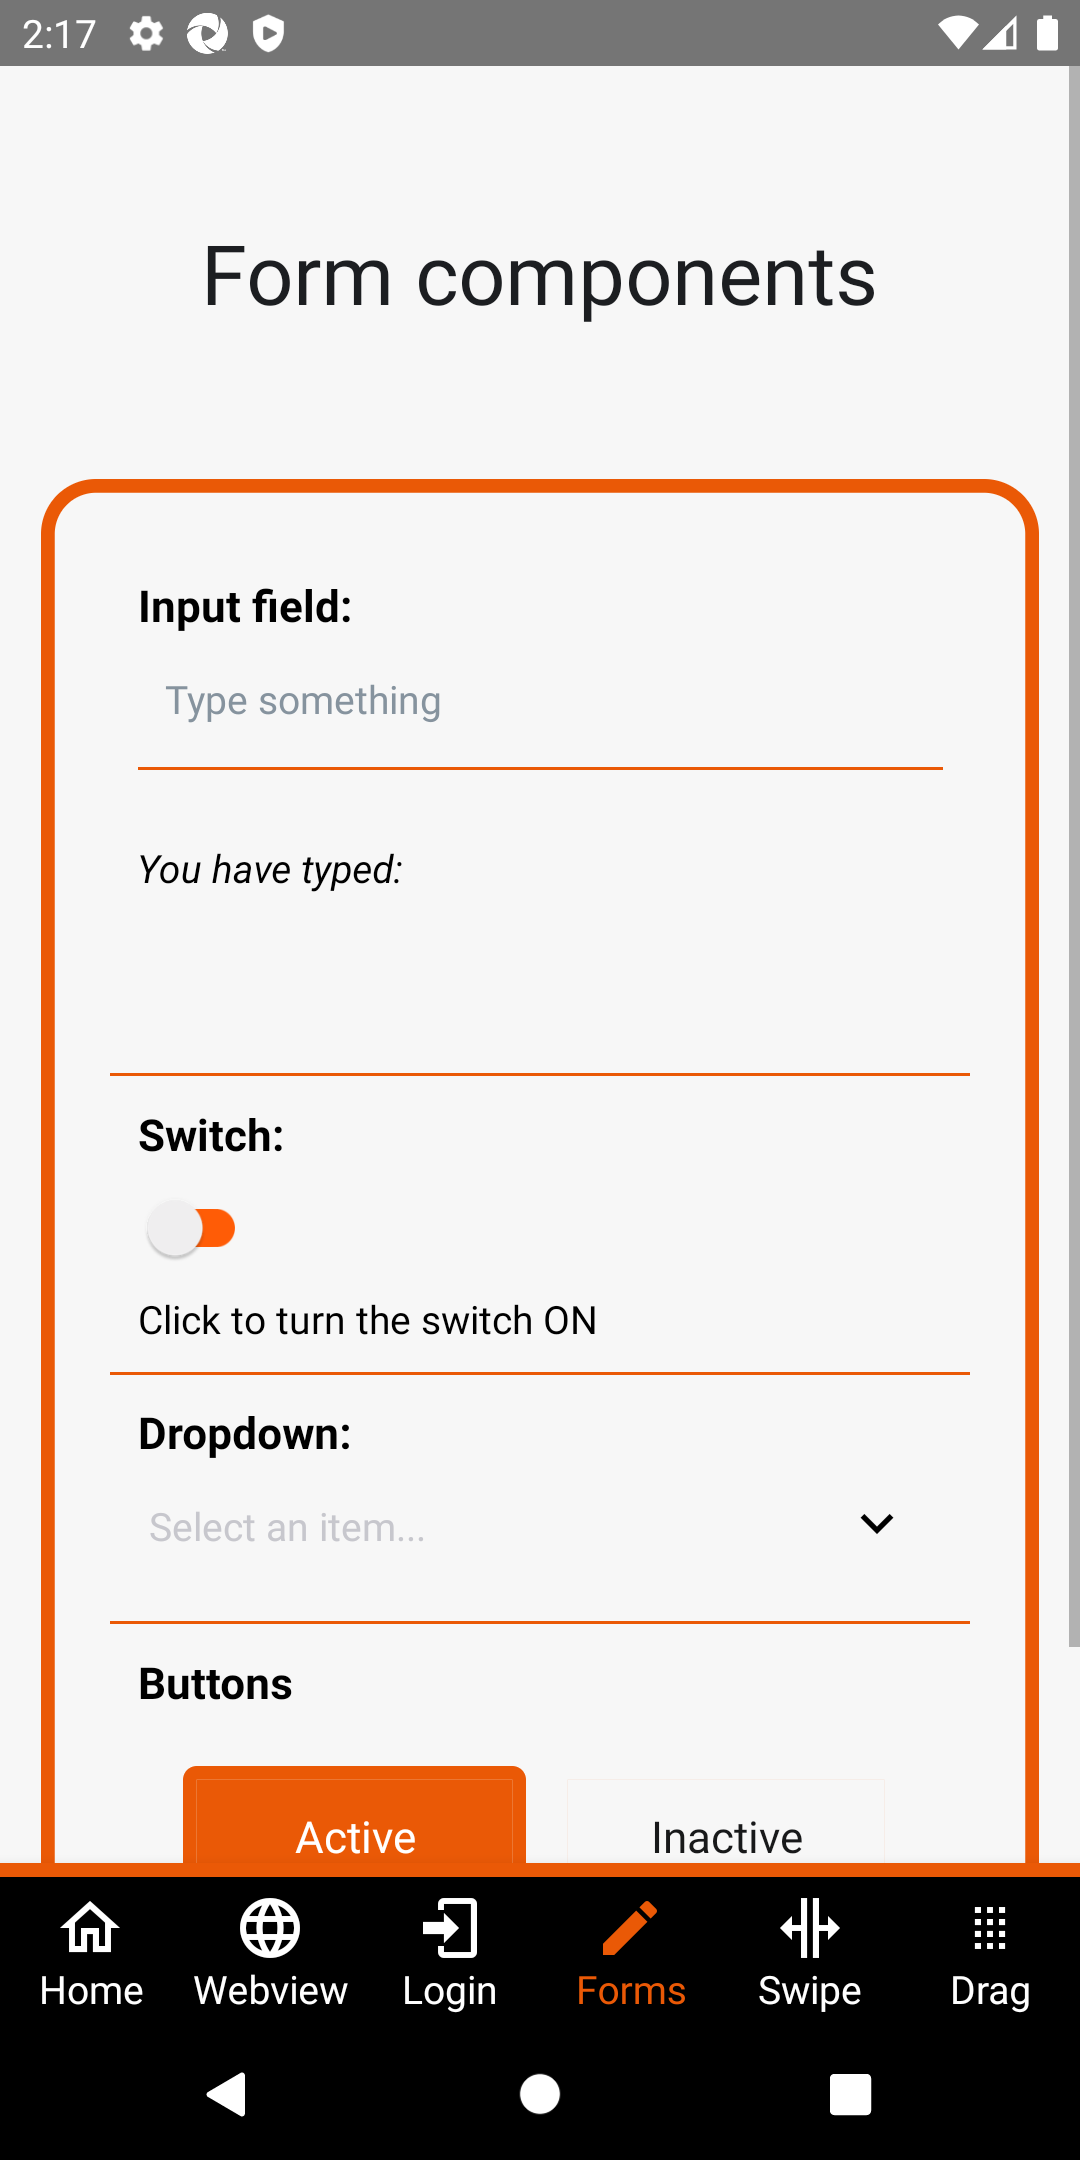 2:17
Form components
Input field:
Type something
You have typed:
Switch:
Click to turn the switch ON
Dropdown:
Select an item...
Buttons
Active Inactive
Home Webview Login Forms Swipe Drag